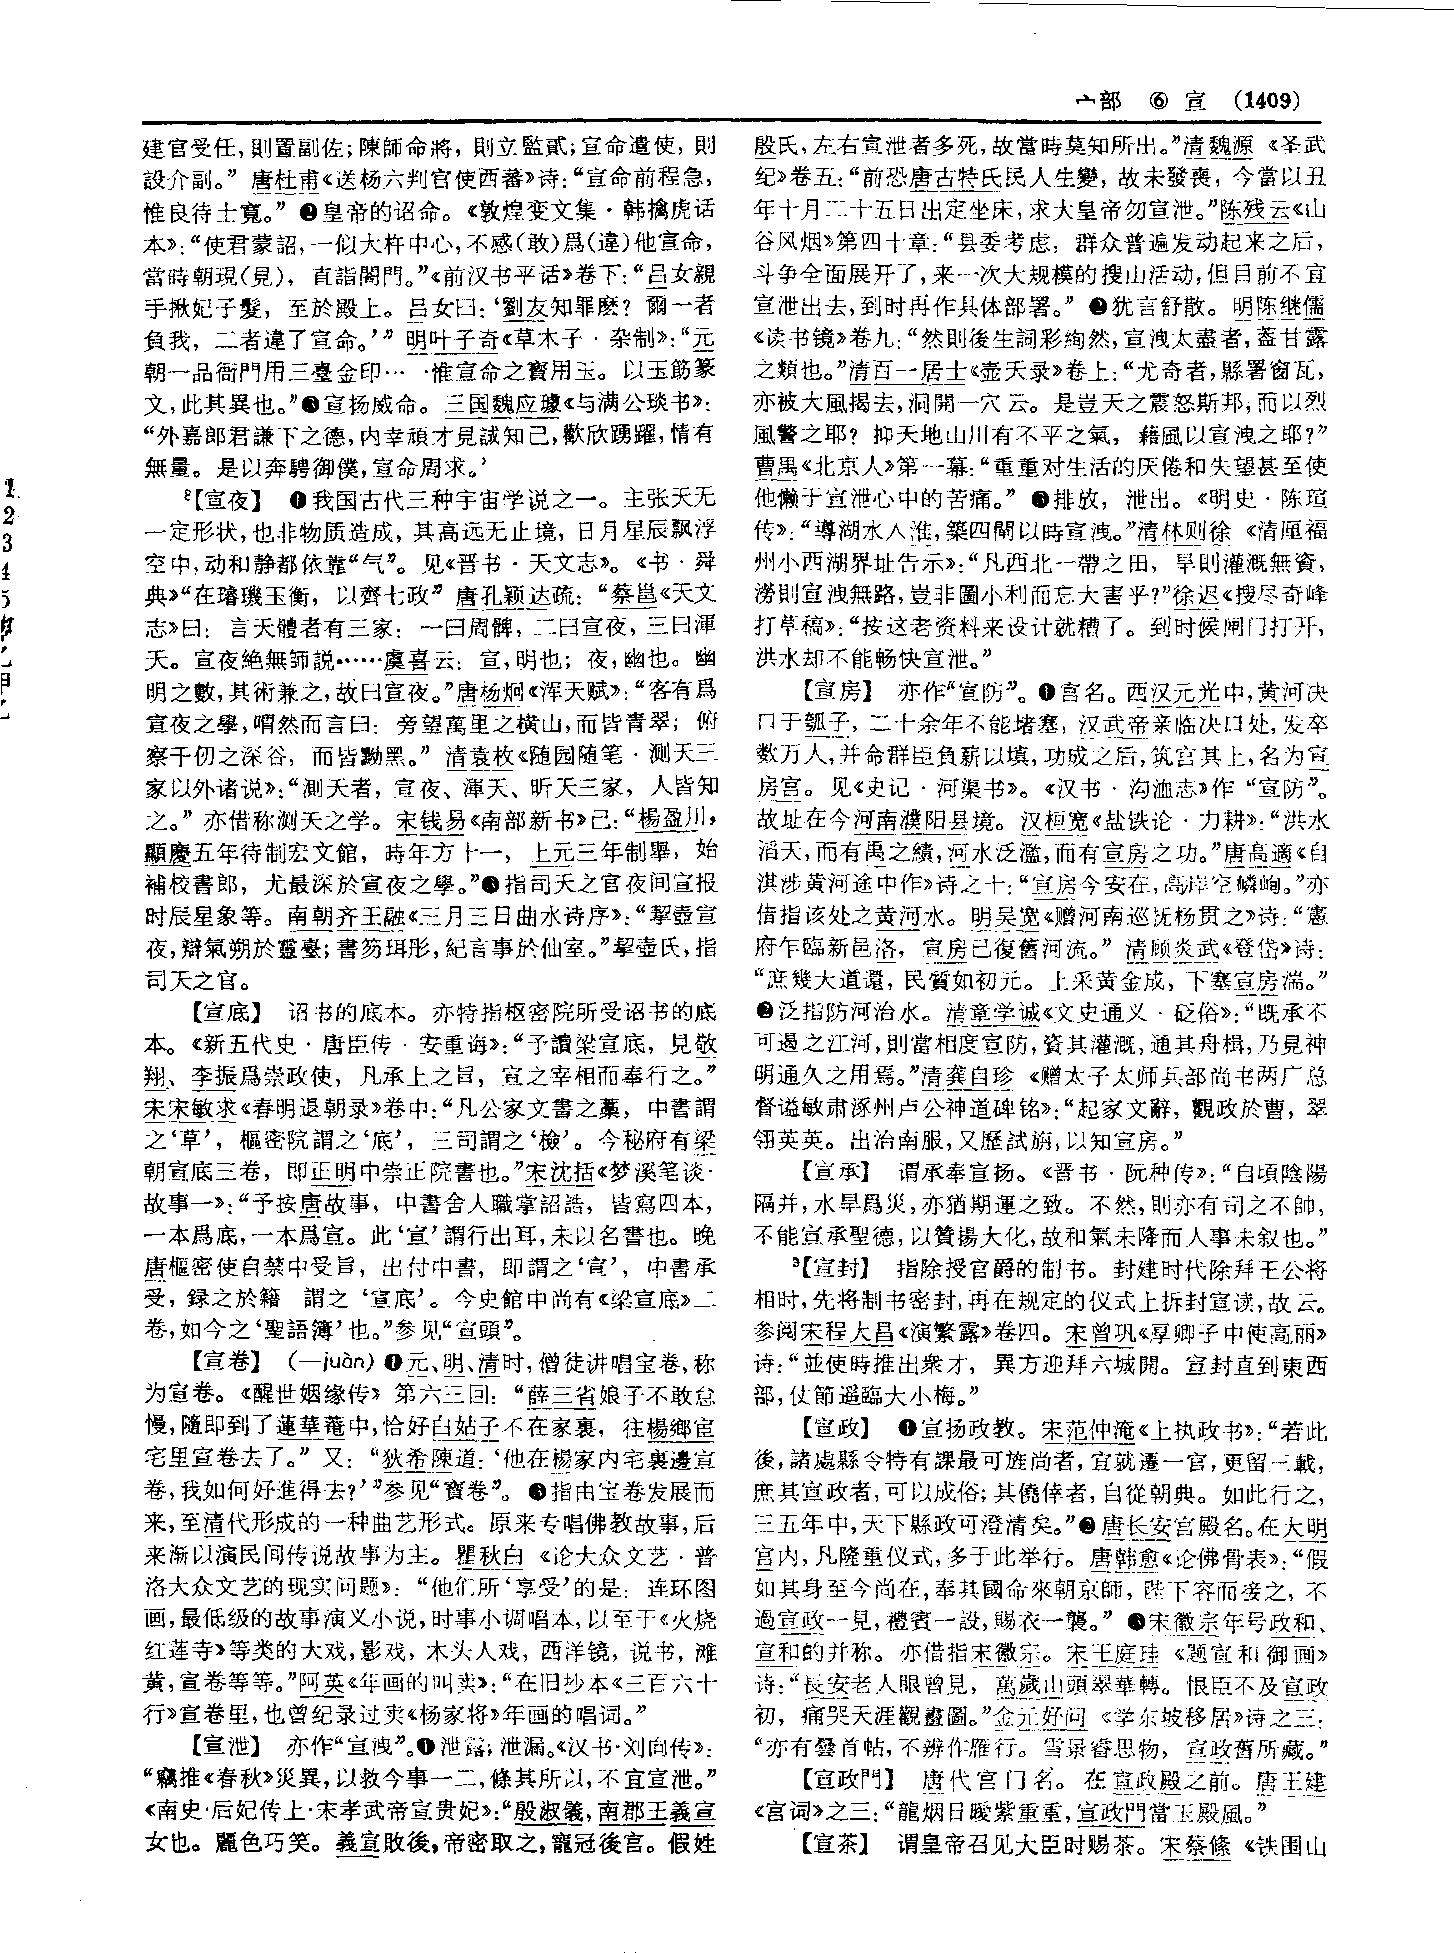 宀部 ⑥ 宣 (1409)
建官受任，則置副佐；陳師命將，則立監貳；宣命遣使，則
設介副。”唐杜甫《送杨六判官使西蕃》诗：“宣命前程急，
惟良待士寬。”❷皇帝的诏命。《敦煌变文集·韩擒虎话
本》：“使君蒙詔，一似大杵中心，不感(敢)爲(違)他宣命，
當時朝現(見)，直詣閤門。”《前汉书平话》卷下：“吕女親
手揪妃子髮，至於殿上。吕女曰：‘劉友知罪麽？爾一者
負我，二者違了宣命。’”明叶子奇《草木子·杂制》：“元
朝一品衙門用三臺金印……惟宣命之寶用玉。以玉筯篆
文，此其異也。”❸宣扬威命。三国魏应璩《与满公琰书》：
“外嘉郎君謙下之德，内幸頑才見誠知己，歡欣踴躍，情有
無量。是以奔騁御僕，宣命周求。’
²【宣夜】 ❶我国古代三种宇宙学说之一。主张天无
一定形状，也非物质造成，其高远无止境，日月星辰飘浮
空中，动和静都依靠“气”。见《晋书·天文志》。《书·舜
典》“在璿璣玉衡，以齊七政”唐孔颖达疏：“蔡邕《天文
志》曰：言天體者有三家：一曰周髀，二曰宣夜，三曰渾
天。宣夜絶無師説……虞喜云：宣，明也；夜，幽也。幽
明之數，其術兼之，故曰宣夜。”唐杨炯《浑天赋》：“客有爲
宣夜之學，喟然而言曰：旁望萬里之横山，而皆青翠；俯
察千仞之深谷，而皆黝黑。”清袁枚《随园随笔·测天三
家以外诸说》：“測天者，宣夜、渾天、昕天三家，人皆知
之。”亦借称测天之学。宋钱易《南部新书》己：“楊盈川，
顯慶五年待制宏文館，時年方十一，上元三年制舉，始
補校書郎，尤最深於宣夜之學。”❷指司天之官夜间宣报
时辰星象等。南朝齐王融《三月三日曲水诗序》：“挈壺宣
夜，辯氣朔於靈臺；書笏珥彤，紀言事於仙室。”挈壶氏，指
司天之官。
【宣底】 诏书的底本。亦特指枢密院所受诏书的底
本。《新五代史·唐臣传·安重诲》：“予讀梁宣底，見敬
翔、李振爲崇政使，凡承上之旨，宣之宰相而奉行之。”
宋宋敏求《春明退朝录》卷中：“凡公家文書之藁，中書謂
之‘草’，樞密院謂之‘底’，三司謂之‘檢’。今秘府有梁
朝宣底三卷，即正明中崇正院書也。”宋沈括《梦溪笔谈·
故事一》：“予按唐故事，中書舍人職掌詔誥，皆寫四本，
一本爲底，一本爲宣。此‘宣’謂行出耳，未以名書也。晚
唐樞密使自禁中受旨，出付中書，即謂之‘宣’，中書承
受，録之於籍 謂之‘宣底’。今史館中尚有《梁宣底》二
卷，如今之‘聖語簿’也。”参见“宣頭”。
【宣卷】 (—juàn) ❶元、明、清时，僧徒讲唱宝卷，称
为宣卷。《醒世姻缘传》第六三回：“薛三省娘子不敢怠
慢，隨即到了蓮華菴中，恰好白姑子不在家裏，往楊鄉宦
宅里宣卷去了。”又：“狄希陳道：‘他在楊家内宅裏邊宣
卷，我如何好進得去？’”参见“寶卷”。❷指由宝卷发展而
来，至清代形成的一种曲艺形式。原来专唱佛教故事，后
来渐以演民间传说故事为主。瞿秋白《论大众文艺·普
洛大众文艺的现实问题》：“他们所‘享受’的是：连环图
画，最低级的故事演义小说，时事小调唱本，以至于《火烧
红莲寺》等类的大戏，影戏，木头人戏，西洋镜，说书，滩
黄，宣卷等等。”阿英《年画的叫卖》：“在旧抄本《三百六十
行》宣卷里，也曾纪录过卖《杨家将》年画的唱词。”
【宣泄】 亦作“宣洩”。❶泄露；泄漏。《汉书·刘向传》：
“竊推《春秋》災異，以救今事一二，條其所以，不宜宣泄。”
《南史·后妃传上·宋孝武帝宣贵妃》：“殷淑儀，南郡王義宣
女也。麗色巧笑。義宣敗後，帝密取之，寵冠後宫。假姓
殷氏，左右宣泄者多死，故當時莫知所出。”清魏源《圣武
纪》卷五：“前恐唐古特氏民人生變，故未發喪，今當以丑
年十月二十五日出定坐床，求大皇帝勿宣泄。”陈残云《山
谷风烟》第四十章：“县委考虑，群众普遍发动起来之后，
斗争全面展开了，来一次大规模的搜山活动，但目前不宜
宣泄出去，到时再作具体部署。”❷犹言舒散。明陈继儒
《读书镜》卷九：“然則後生詞彩絢然，宣洩太盡者，蓋甘露
之類也。”清百一居士《壶天录》卷上：“尤奇者，縣署窗瓦，
亦被大風揭去，洞開一穴云。是豈天之震怒斯邦，而以烈
風警之耶？抑天地山川有不平之氣，藉風以宣洩之耶？”
曹禺《北京人》第一幕：“重重对生活的厌倦和失望甚至使
他懒于宣泄心中的苦痛。”❸排放，泄出。《明史·陈瑄
传》：“導湖水入淮，築四閘以時宣洩。”清林则徐《清厘福
州小西湖界址告示》：“凡西北一帶之田，旱則灌溉無資，
澇則宣洩無路，豈非圖小利而忘大害乎？”徐迟《搜尽奇峰
打草稿》：“按这老资料来设计就糟了。到时候闸门打开，
洪水却不能畅快宣泄。”
【宣房】 亦作“宣防”。❶宫名。西汉元光中，黄河决
口于瓠子，二十余年不能堵塞，汉武帝亲临决口处，发卒
数万人，并命群臣负薪以填，功成之后，筑宫其上，名为宣
房宫。见《史记·河渠书》。《汉书·沟洫志》作“宣防”。
故址在今河南濮阳县境。汉桓宽《盐铁论·力耕》：“洪水
滔天，而有禹之績，河水泛濫，而有宣房之功。”唐高適《自
淇涉黄河途中作》诗之十：“宣房今安在，高岸空嶙峋。”亦
借指该处之黄河水。明吴宽《赠河南巡抚杨贯之》诗：“憲
府乍臨新邑洛，宣房已復舊河流。”清顾炎武《登岱》诗：
“庶幾大道還，民質如初元。上采黄金成，下塞宣房湍。”
❷泛指防河治水。清章学诚《文史通义·砭俗》：“既承不
可遏之江河，則當相度宣防，資其灌溉，通其舟楫，乃見神
明通久之用焉。”清龚自珍《赠太子太师兵部尚书两广总
督谥敏肃涿州卢公神道碑铭》：“起家文辭，觀政於曹，翠
翎英英。出治南服，又歷試旃，以知宣房。”
【宣承】 谓承奉宣扬。《晋书·阮种传》：“自頃陰陽
隔并，水旱爲災，亦猶期運之致。不然，則亦有司之不帥，
不能宣承聖德，以贊揚大化，故和氣未降而人事未叙也。”
³【宣封】 指除授官爵的制书。封建时代除拜王公将
相时，先将制书密封，再在规定的仪式上拆封宣读，故云。
参阅宋程大昌《演繁露》卷四。宋曾巩《厚卿子中使高丽》
诗：“並使時推出衆才，異方迎拜六城開。宣封直到東西
部，仗節遥臨大小梅。”
【宣政】 ❶宣扬政教。宋范仲淹《上执政书》：“若此
後，諸處縣令特有課最可旌尚者，宜就遷一官，更留三載，
庶其宣政者，可以成俗；其僥倖者，自從朝典。如此行之，
三五年中，天下縣政可澄清矣。”❷唐长安宫殿名。在大明
宫内，凡隆重仪式，多于此举行。唐韩愈《论佛骨表》：“假
如其身至今尚在，奉其國命來朝京師，陛下容而接之，不
過宣政一見，禮賓一設，賜衣一襲。”❸宋徽宗年号政和、
宣和的并称。亦借指宋徽宗。宋王庭珪《题宣和御画》
诗：“長安老人眼曾見，萬歲山頭翠華轉。恨臣不及宣政
初，痛哭天涯觀畫圖。”金元好问《学东坡移居》诗之三：
“亦有曇首帖，不辨作雁行。雪景睿思物，宣政舊所藏。”
【宣政門】 唐代宫门名。在宣政殿之前。唐王建
《宫词》之三：“龍烟日暖紫重重，宣政門當玉殿風。”
【宣茶】 谓皇帝召见大臣时赐茶。宋蔡絛《铁围山